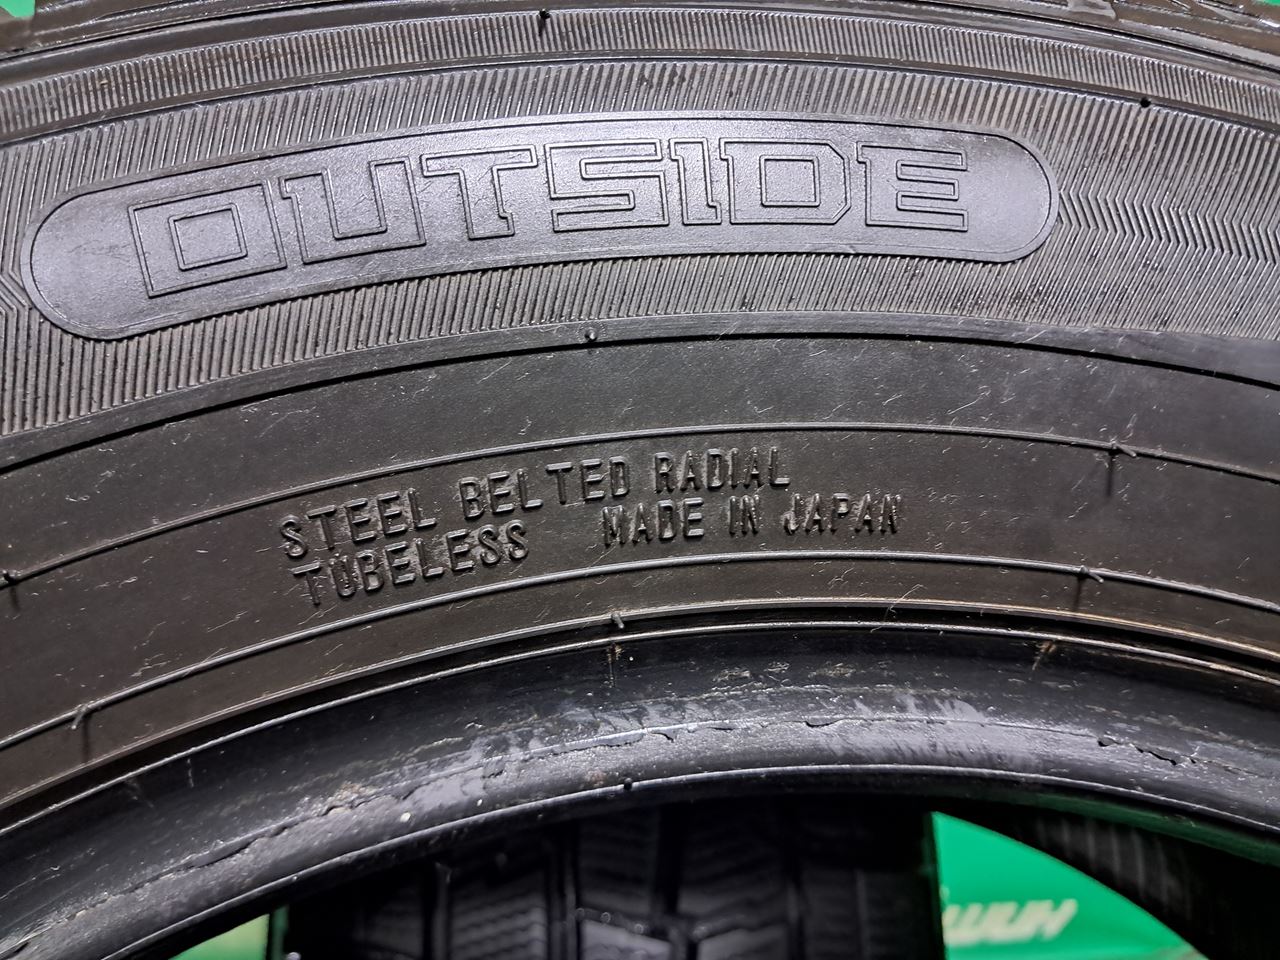 OUTSIDE
STEEL BELTED RADIAL
TUBELESS MADE IN JAPAN